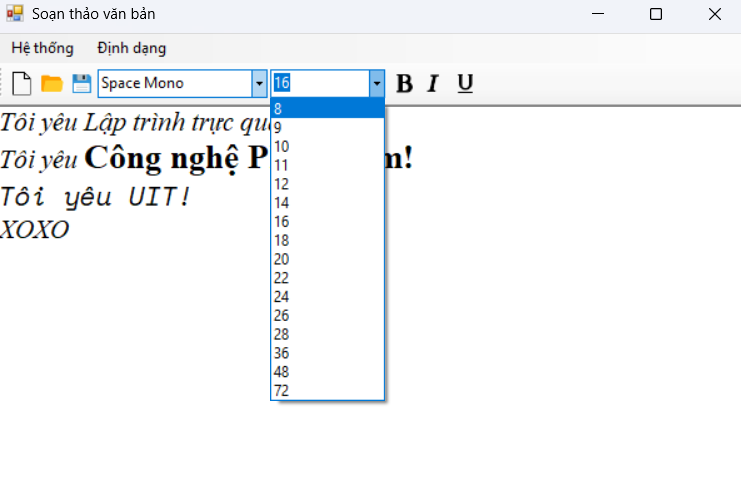 Soạn thảo văn bản
Hệ thống Định dạng
Space Mono 16 B I U
Tôi yêu Lập trình trực
Tôi yêu Công nghệ P m!
Tôi yêu UIT!
XOXO
8
9
10
11
12
14
16
18
20
22
24
26
28
36
48
72